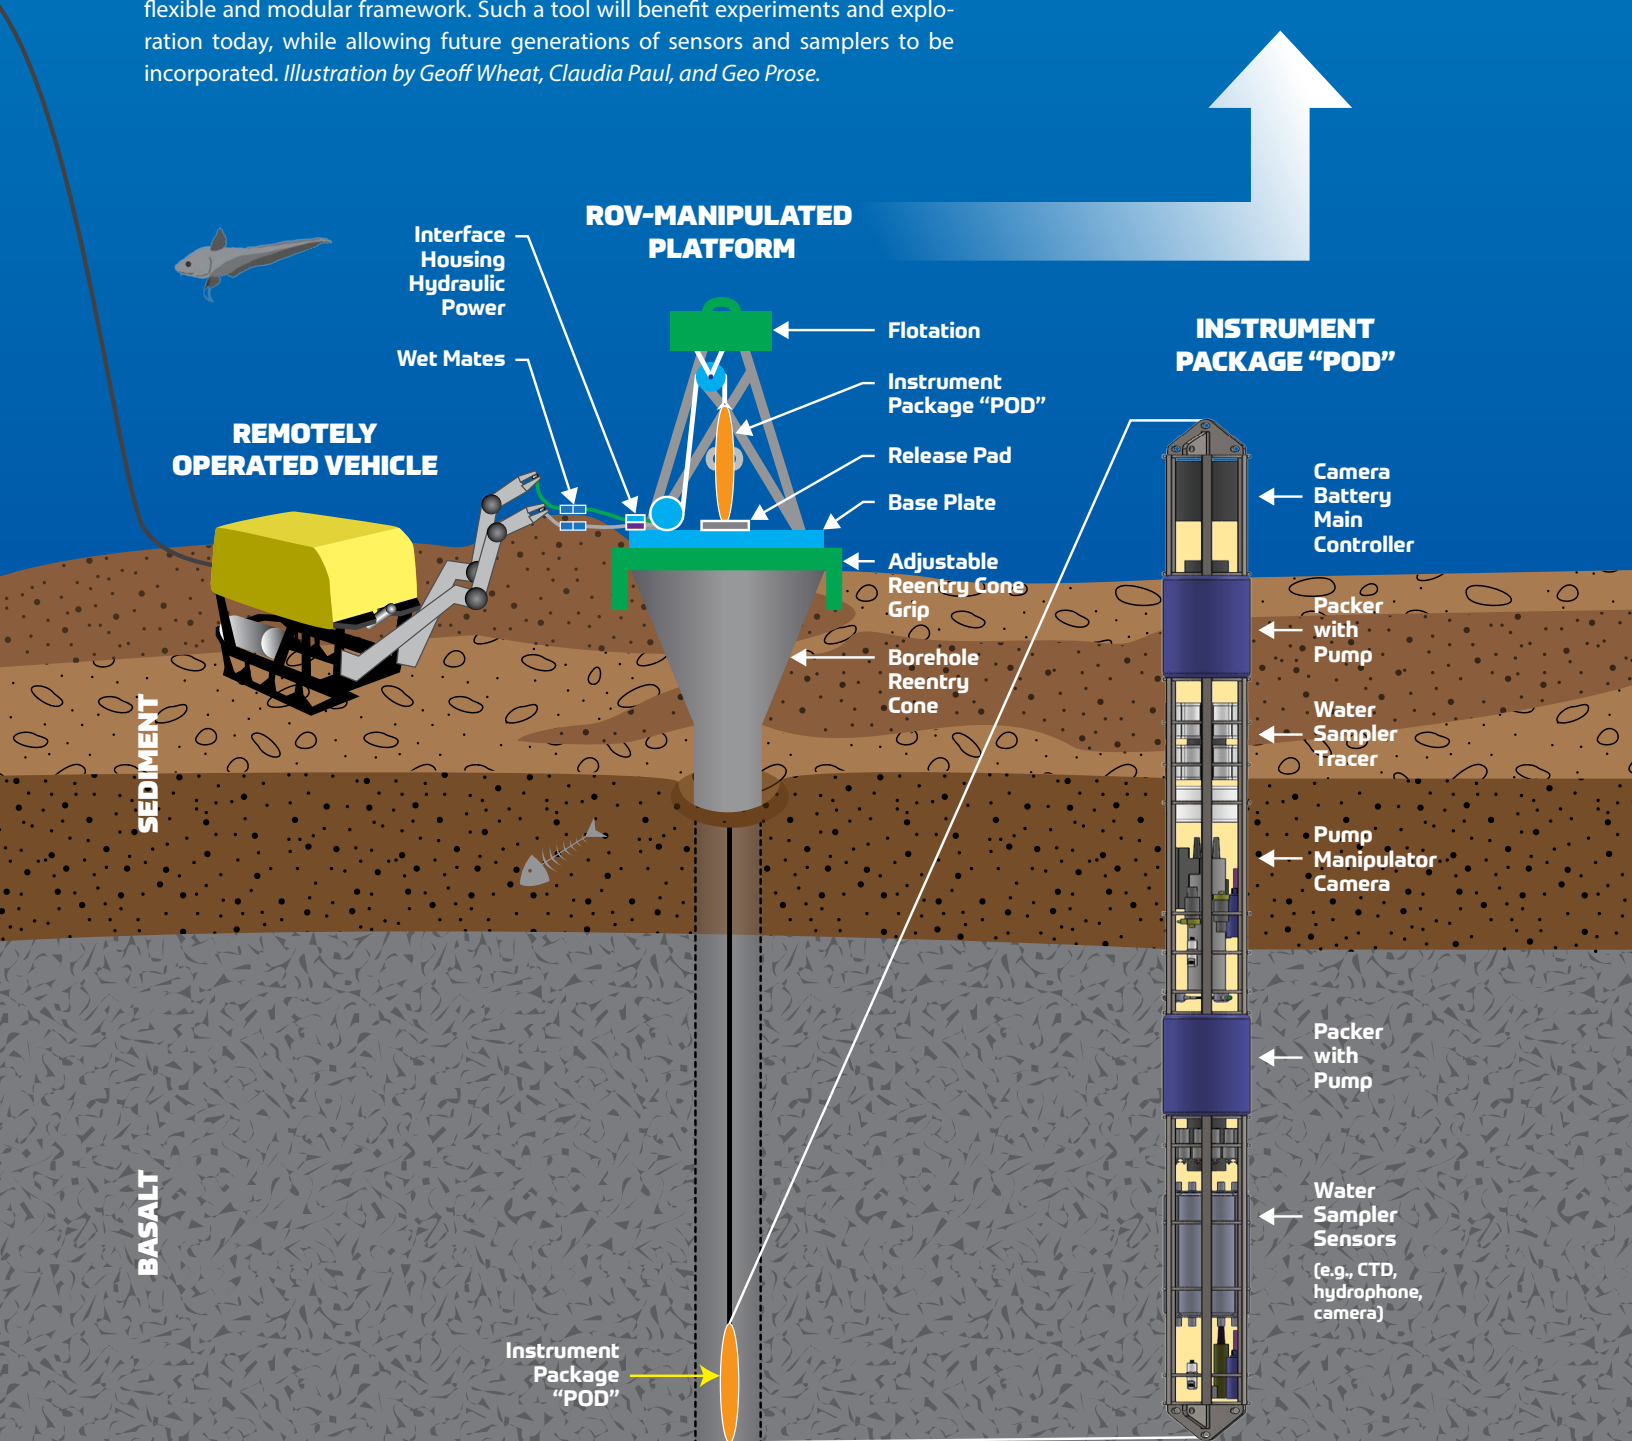 flexible and modular framework. Such a tool will benefit experiments and explo-
ration today, while allowing future generations of sensors and samplers to be
incorporated. Illustration by Geoff Wheat, Claudia Paul, and Geo Prose.
ROV-MANIPULATED
PLATFORM
Interface
Housing
Hydraulic
Power
Wet Mates
REMOTELY
OPERATED VEHICLE
Flotation
Instrument
Package “POD”
Release Pad
Base Plate
Adjustable
Reentry Cone
Grip
Borehole
Reentry
Cone
INSTRUMENT
PACKAGE “POD”
Camera
Battery
Main
Controller
Packer
with
Pump
Water
Sampler
Tracer
Pump
Manipulator
Camera
Packer
with
Pump
Water
Sampler
Sensors
(e.g., CTD,
hydrophone,
camera)
SEDIMENT
BASALT
Instrument
Package
“POD”